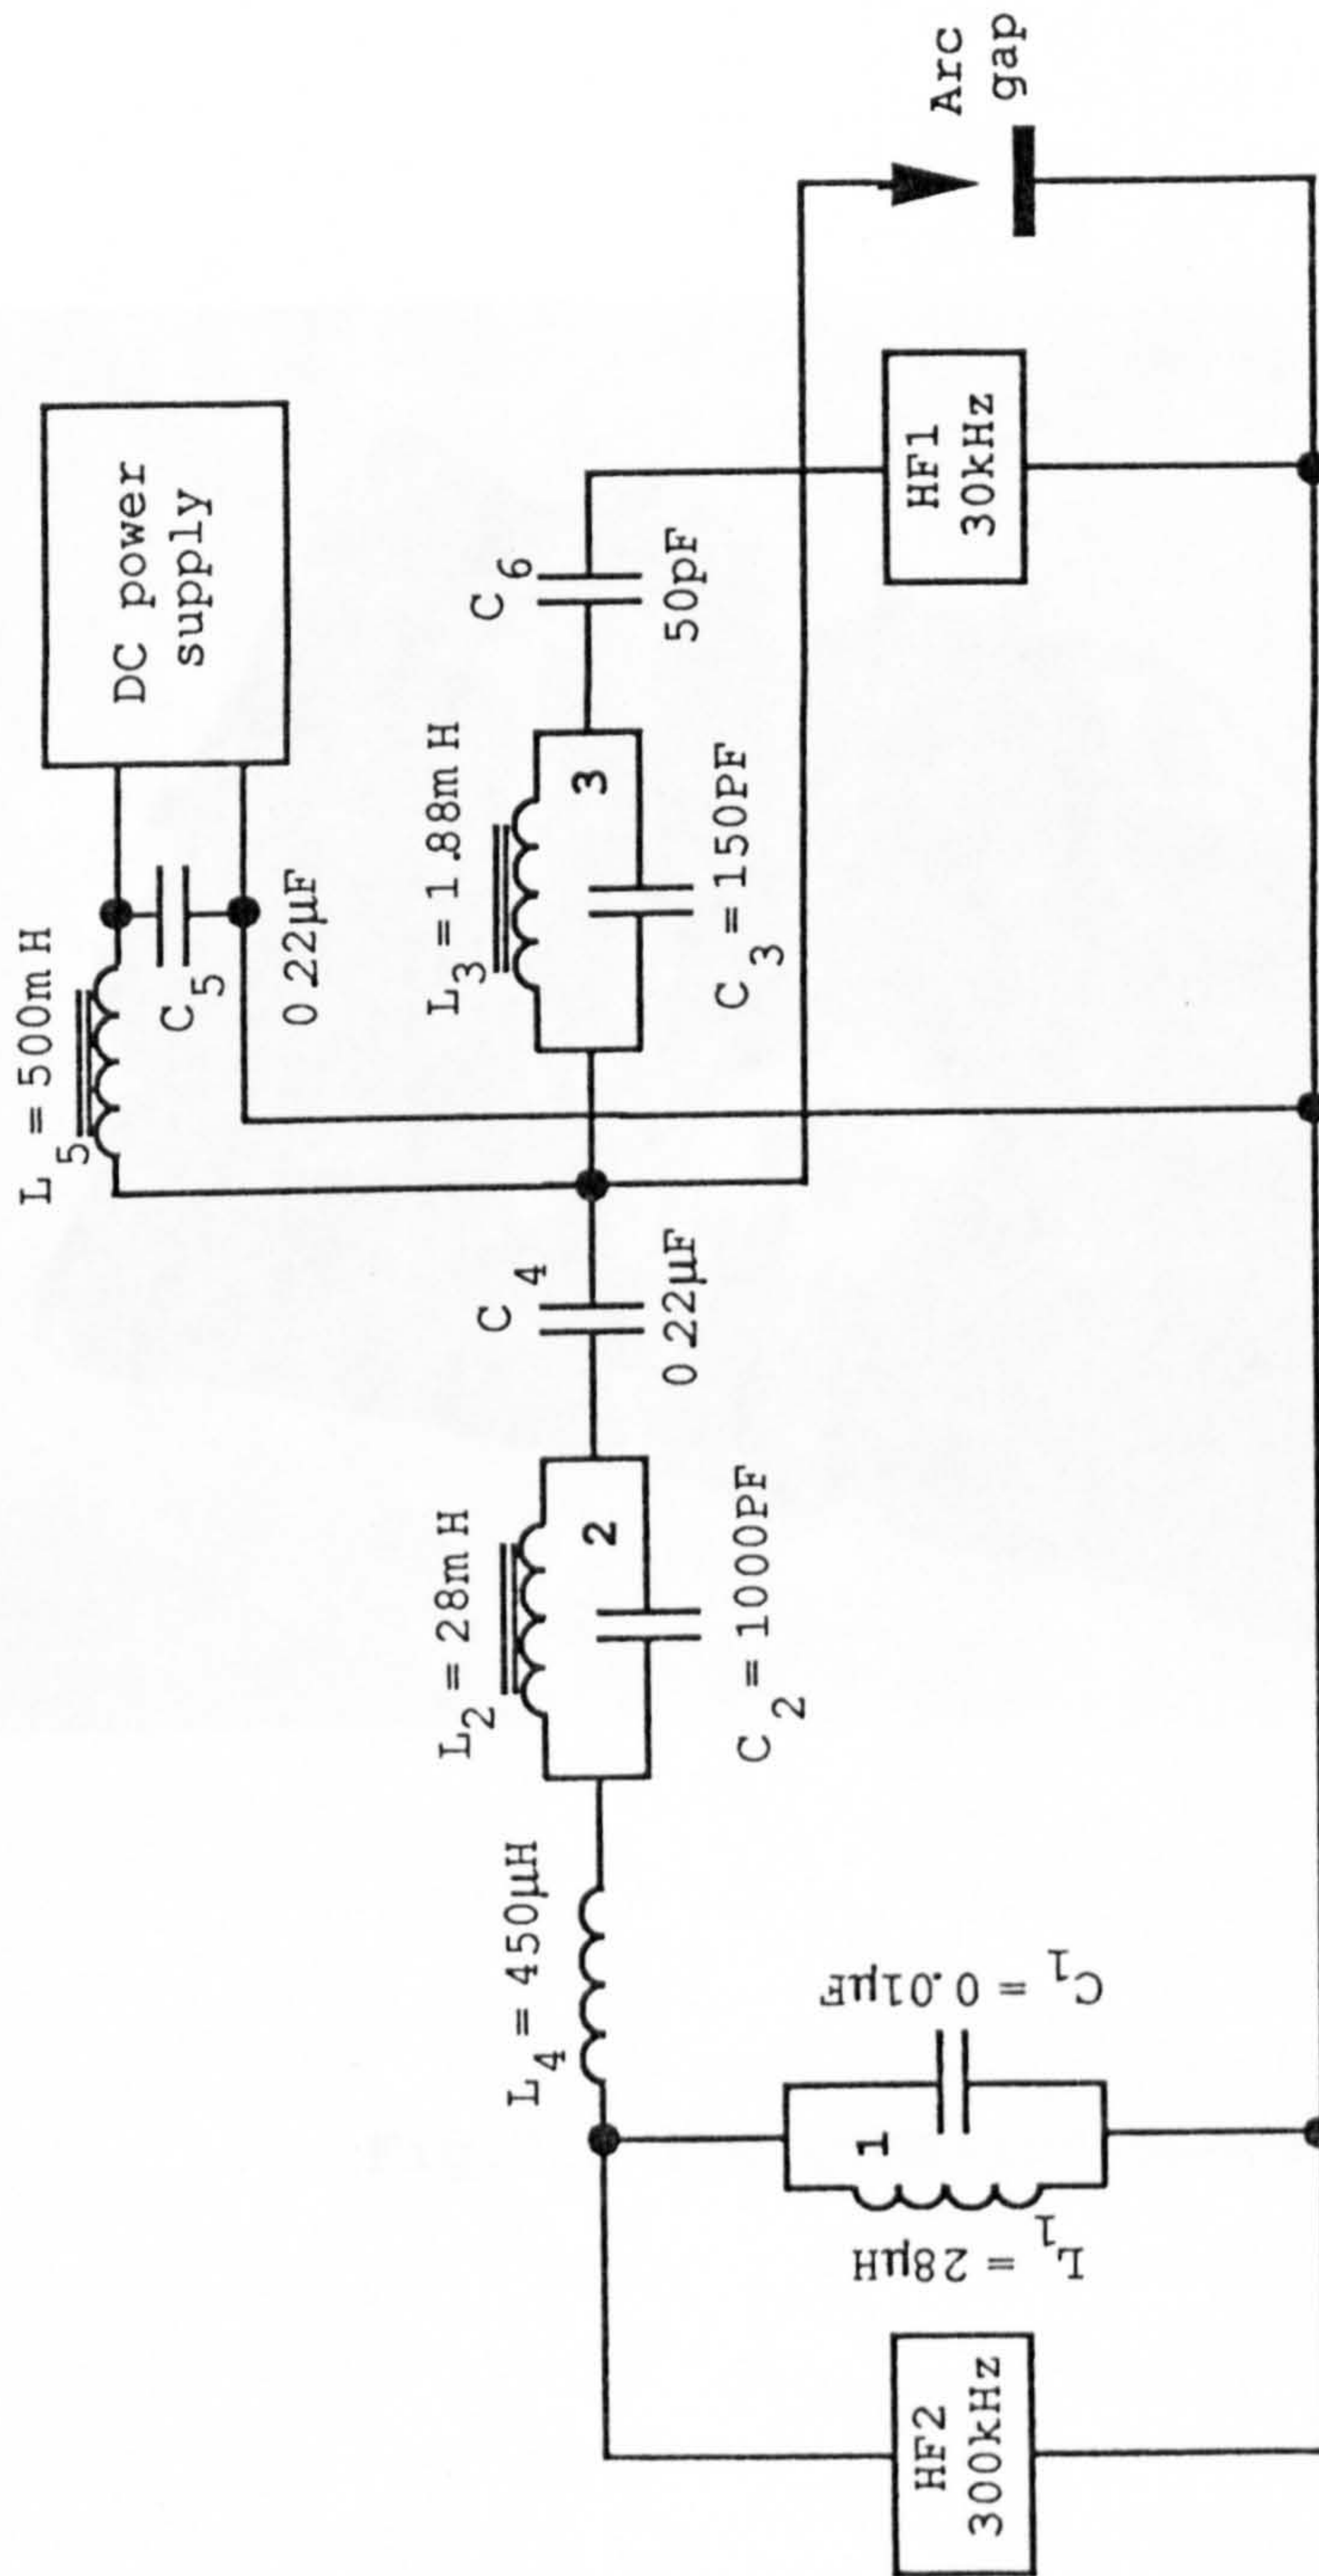 L5 = 500mH
DC power
supply
C5
0 22µF
L3 = 1.88mH
3
C3 = 150PF
C6
50pF
L2 = 28mH
2
C2 = 1000PF
C4
0 22µF
L4 = 450µH
L1 = 28µH
1
C1 = 0.01µF
HF2
300kHz
HF1
30kHz
Arc
gap